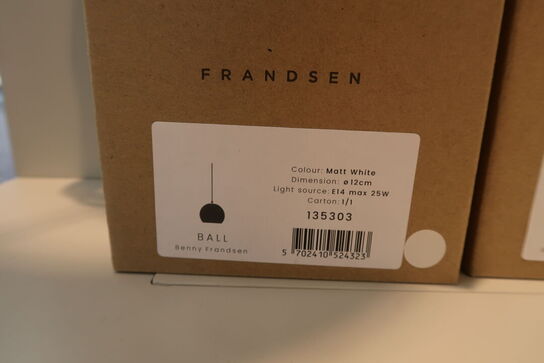 FRANDSEN
Colour: Matt White
Dimension: ø12cm
Light source: E14 max 25W
Carton: 1/1
135303
BALL
Benny Frandsen
5 702410 524323